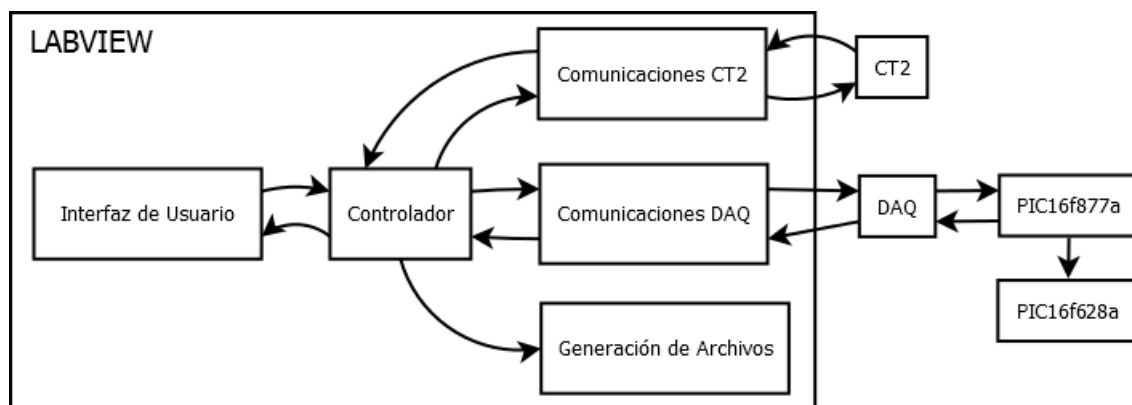 LABVIEW
Comunicaciones CT2
CT2
Interfaz de Usuario
Controlador
Comunicaciones DAQ
DAQ
PIC16f877a
PIC16f628a
Generación de Archivos